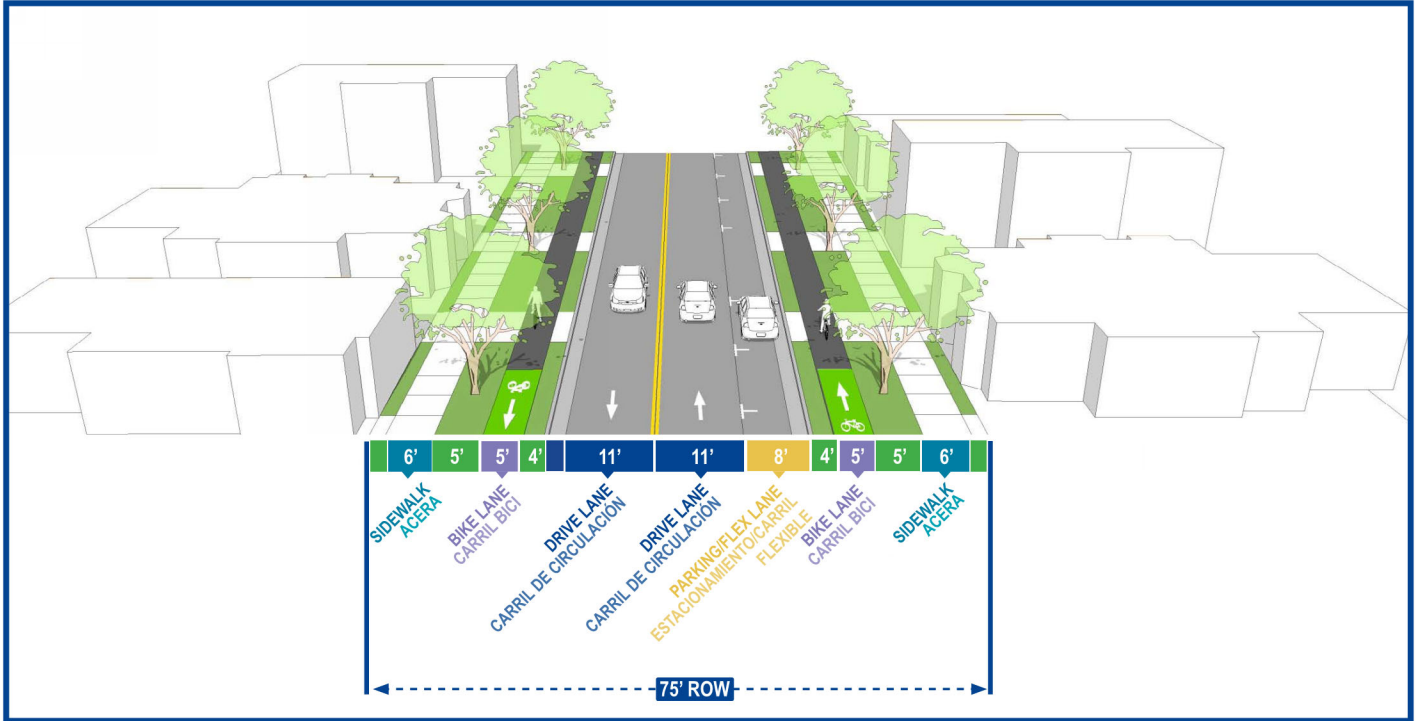 6’ 5’ 5’ 4’ 11’ 11’ 8’ 4’ 5’ 5’ 6’
SIDEWALK
ACERA
BIKE LANE
CARRIL BICI
DRIVE LANE
CARRIL DE CIRCULACIÓN
DRIVE LANE
CARRIL DE CIRCULACIÓN
PARKING/FLEX LANE
ESTACIONAMIENTO/CARRIL
FLEXIBLE
BIKE LANE
CARRIL BICI
SIDEWALK
ACERA
75’ ROW